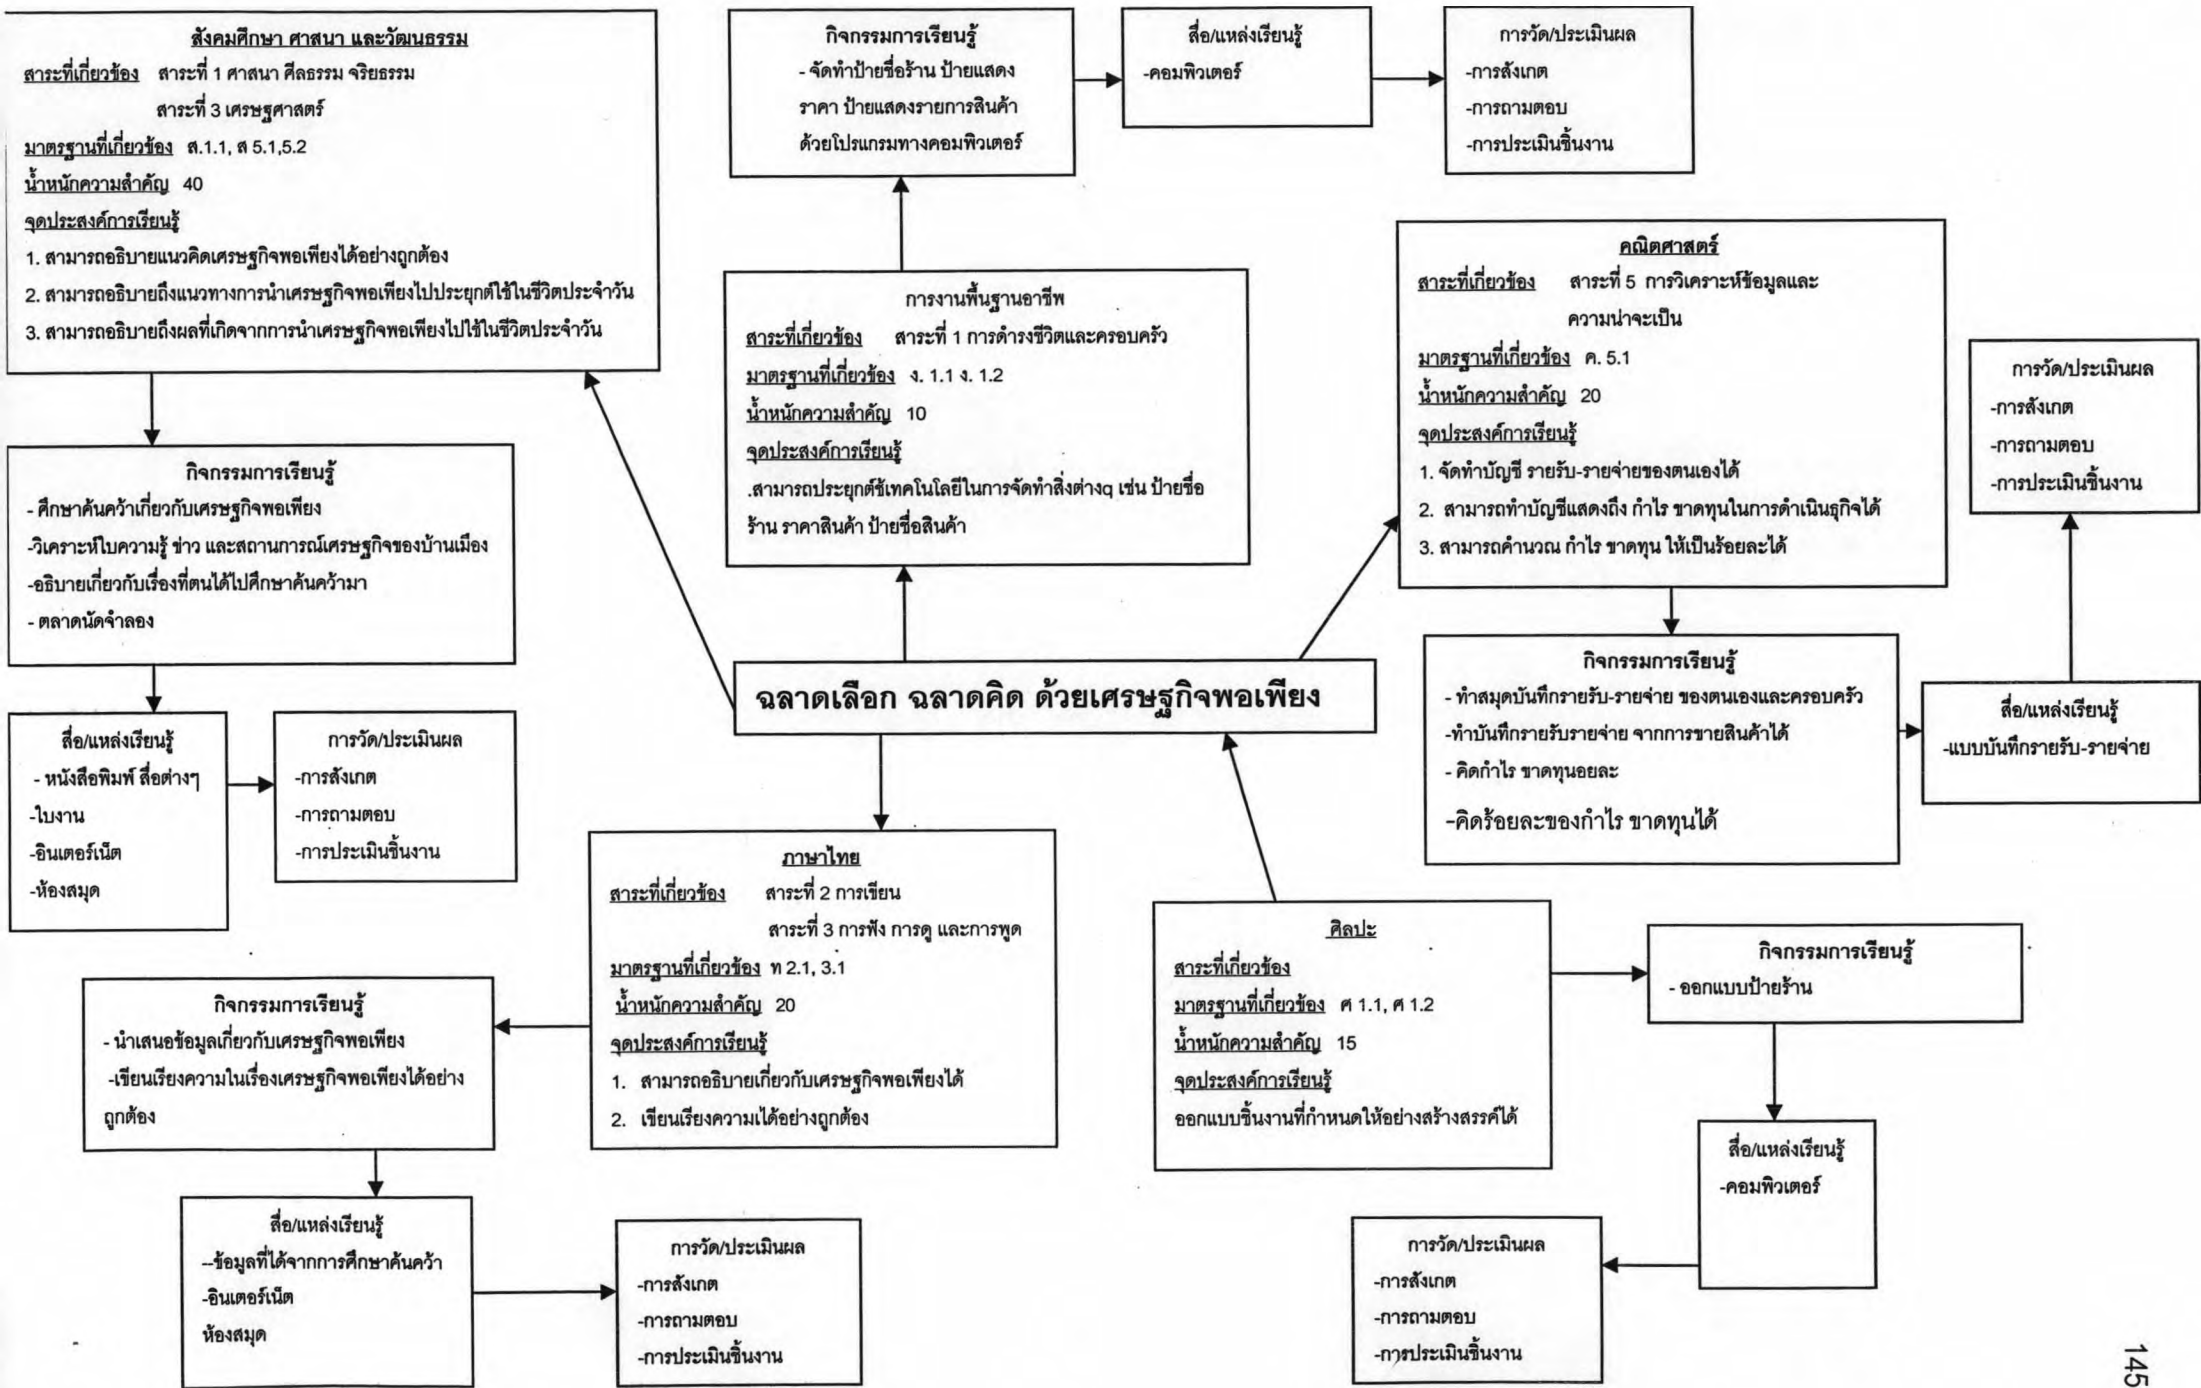 สังคมศึกษา ศาสนา และวัฒนธรรม
สาระที่เกี่ยวข้อง สาระที่ 1 ศาสนา ศีลธรรม จริยธรรม
สาระที่ 3 เศรษฐศาสตร์
มาตรฐานที่เกี่ยวข้อง ส.1.1, ส 5.1,5.2
น้ำหนักความสำคัญ 40
จุดประสงค์การเรียนรู้
1. สามารถอธิบายแนวคิดเศรษฐกิจพอเพียงได้อย่างถูกต้อง
2. สามารถอธิบายถึงแนวทางการนำเศรษฐกิจพอเพียงไปประยุกต์ใช้ในชีวิตประจำวัน
3. สามารถอธิบายถึงผลที่เกิดจากการนำเศรษฐกิจพอเพียงไปใช้ในชีวิตประจำวัน
กิจกรรมการเรียนรู้
- ศึกษาค้นคว้าเกี่ยวกับเศรษฐกิจพอเพียง
-วิเคราะห์ใบความรู้ ข่าว และสถานการณ์เศรษฐกิจของบ้านเมือง
-อธิบายเกี่ยวกับเรื่องที่ตนได้ไปศึกษาค้นคว้ามา
- ตลาดนัดจำลอง
สื่อ/แหล่งเรียนรู้
- หนังสือพิมพ์ สื่อต่างๆ
-ใบงาน
-อินเตอร์เน็ต
-ห้องสมุด
การวัด/ประเมินผล
-การสังเกต
-การถามตอบ
-การประเมินชิ้นงาน
กิจกรรมการเรียนรู้
- จัดทำป้ายชื่อร้าน ป้ายแสดง
ราคา ป้ายแสดงรายการสินค้า
ด้วยโปรแกรมทางคอมพิวเตอร์
สื่อ/แหล่งเรียนรู้
-คอมพิวเตอร์
การวัด/ประเมินผล
-การสังเกต
-การถามตอบ
-การประเมินชิ้นงาน
การงานพื้นฐานอาชีพ
สาระที่เกี่ยวข้อง สาระที่ 1 การดำรงชีวิตและครอบครัว
มาตรฐานที่เกี่ยวข้อง ง. 1.1 ง. 1.2
น้ำหนักความสำคัญ 10
จุดประสงค์การเรียนรู้
.สามารถประยุกต์ช้เทคโนโลยีในการจัดทำสิ่งต่างq เช่น ป้ายชื่อ
ร้าน ราคาสินค้า ป้ายชื่อสินค้า
คณิตศาสตร์
สาระที่เกี่ยวข้อง สาระที่ 5 การวิเคราะห์ข้อมูลและ
ความน่าจะเป็น
มาตรฐานที่เกี่ยวข้อง ค. 5.1
น้ำหนักความสำคัญ 20
จุดประสงค์การเรียนรู้
1. จัดทำบัญชี รายรับ-รายจ่ายของตนเองได้
2. สามารถทำบัญชีแสดงถึง กำไร ขาดทุนในการดำเนินธุกิจได้
3. สามารถคำนวณ กำไร ขาดทุน ให้เป็นร้อยละได้
กิจกรรมการเรียนรู้
- ทำสมุดบันทึกรายรับ-รายจ่าย ของตนเองและครอบครัว
-ทำบันทึกรายรับรายจ่าย จากการขายสินค้าได้
- คิดกำไร ขาดทุนอยละ
-คิดร้อยละของกำไร ขาดทุนได้
สื่อ/แหล่งเรียนรู้
-แบบบันทึกรายรับ-รายจ่าย
การวัด/ประเมินผล
-การสังเกต
-การถามตอบ
-การประเมินชิ้นงาน
ฉลาดเลือก ฉลาดคิด ด้วยเศรษฐกิจพอเพียง
ภาษาไทย
สาระที่เกี่ยวข้อง สาระที่ 2 การเขียน
สาระที่ 3 การฟัง การดู และการพูด
มาตรฐานที่เกี่ยวข้อง ท 2.1, 3.1
น้ำหนักความสำคัญ 20
จุดประสงค์การเรียนรู้
1. สามารถอธิบายเกี่ยวกับเศรษฐกิจพอเพียงได้
2. เขียนเรียงความเได้อย่างถูกต้อง
กิจกรรมการเรียนรู้
- นำเสนอข้อมูลเกี่ยวกับเศรษฐกิจพอเพียง
-เขียนเรียงความในเรื่องเศรษฐกิจพอเพียงได้อย่าง
ถูกต้อง
สื่อ/แหล่งเรียนรู้
--ข้อมูลที่ได้จากการศึกษาค้นคว้า
-อินเตอร์เน็ต
ห้องสมุด
การวัด/ประเมินผล
-การสังเกต
-การถามตอบ
-การประเมินชิ้นงาน
ศิลปะ
สาระที่เกี่ยวข้อง
มาตรฐานที่เกี่ยวข้อง ศ 1.1, ศ 1.2
น้ำหนักความสำคัญ 15
จุดประสงค์การเรียนรู้
ออกแบบชิ้นงานที่กำหนดให้อย่างสร้างสรรค์ได้
กิจกรรมการเรียนรู้
- ออกแบบป้ายร้าน
สื่อ/แหล่งเรียนรู้
-คอมพิวเตอร์
การวัด/ประเมินผล
-การสังเกต
-การถามตอบ
-การประเมินชิ้นงาน
145